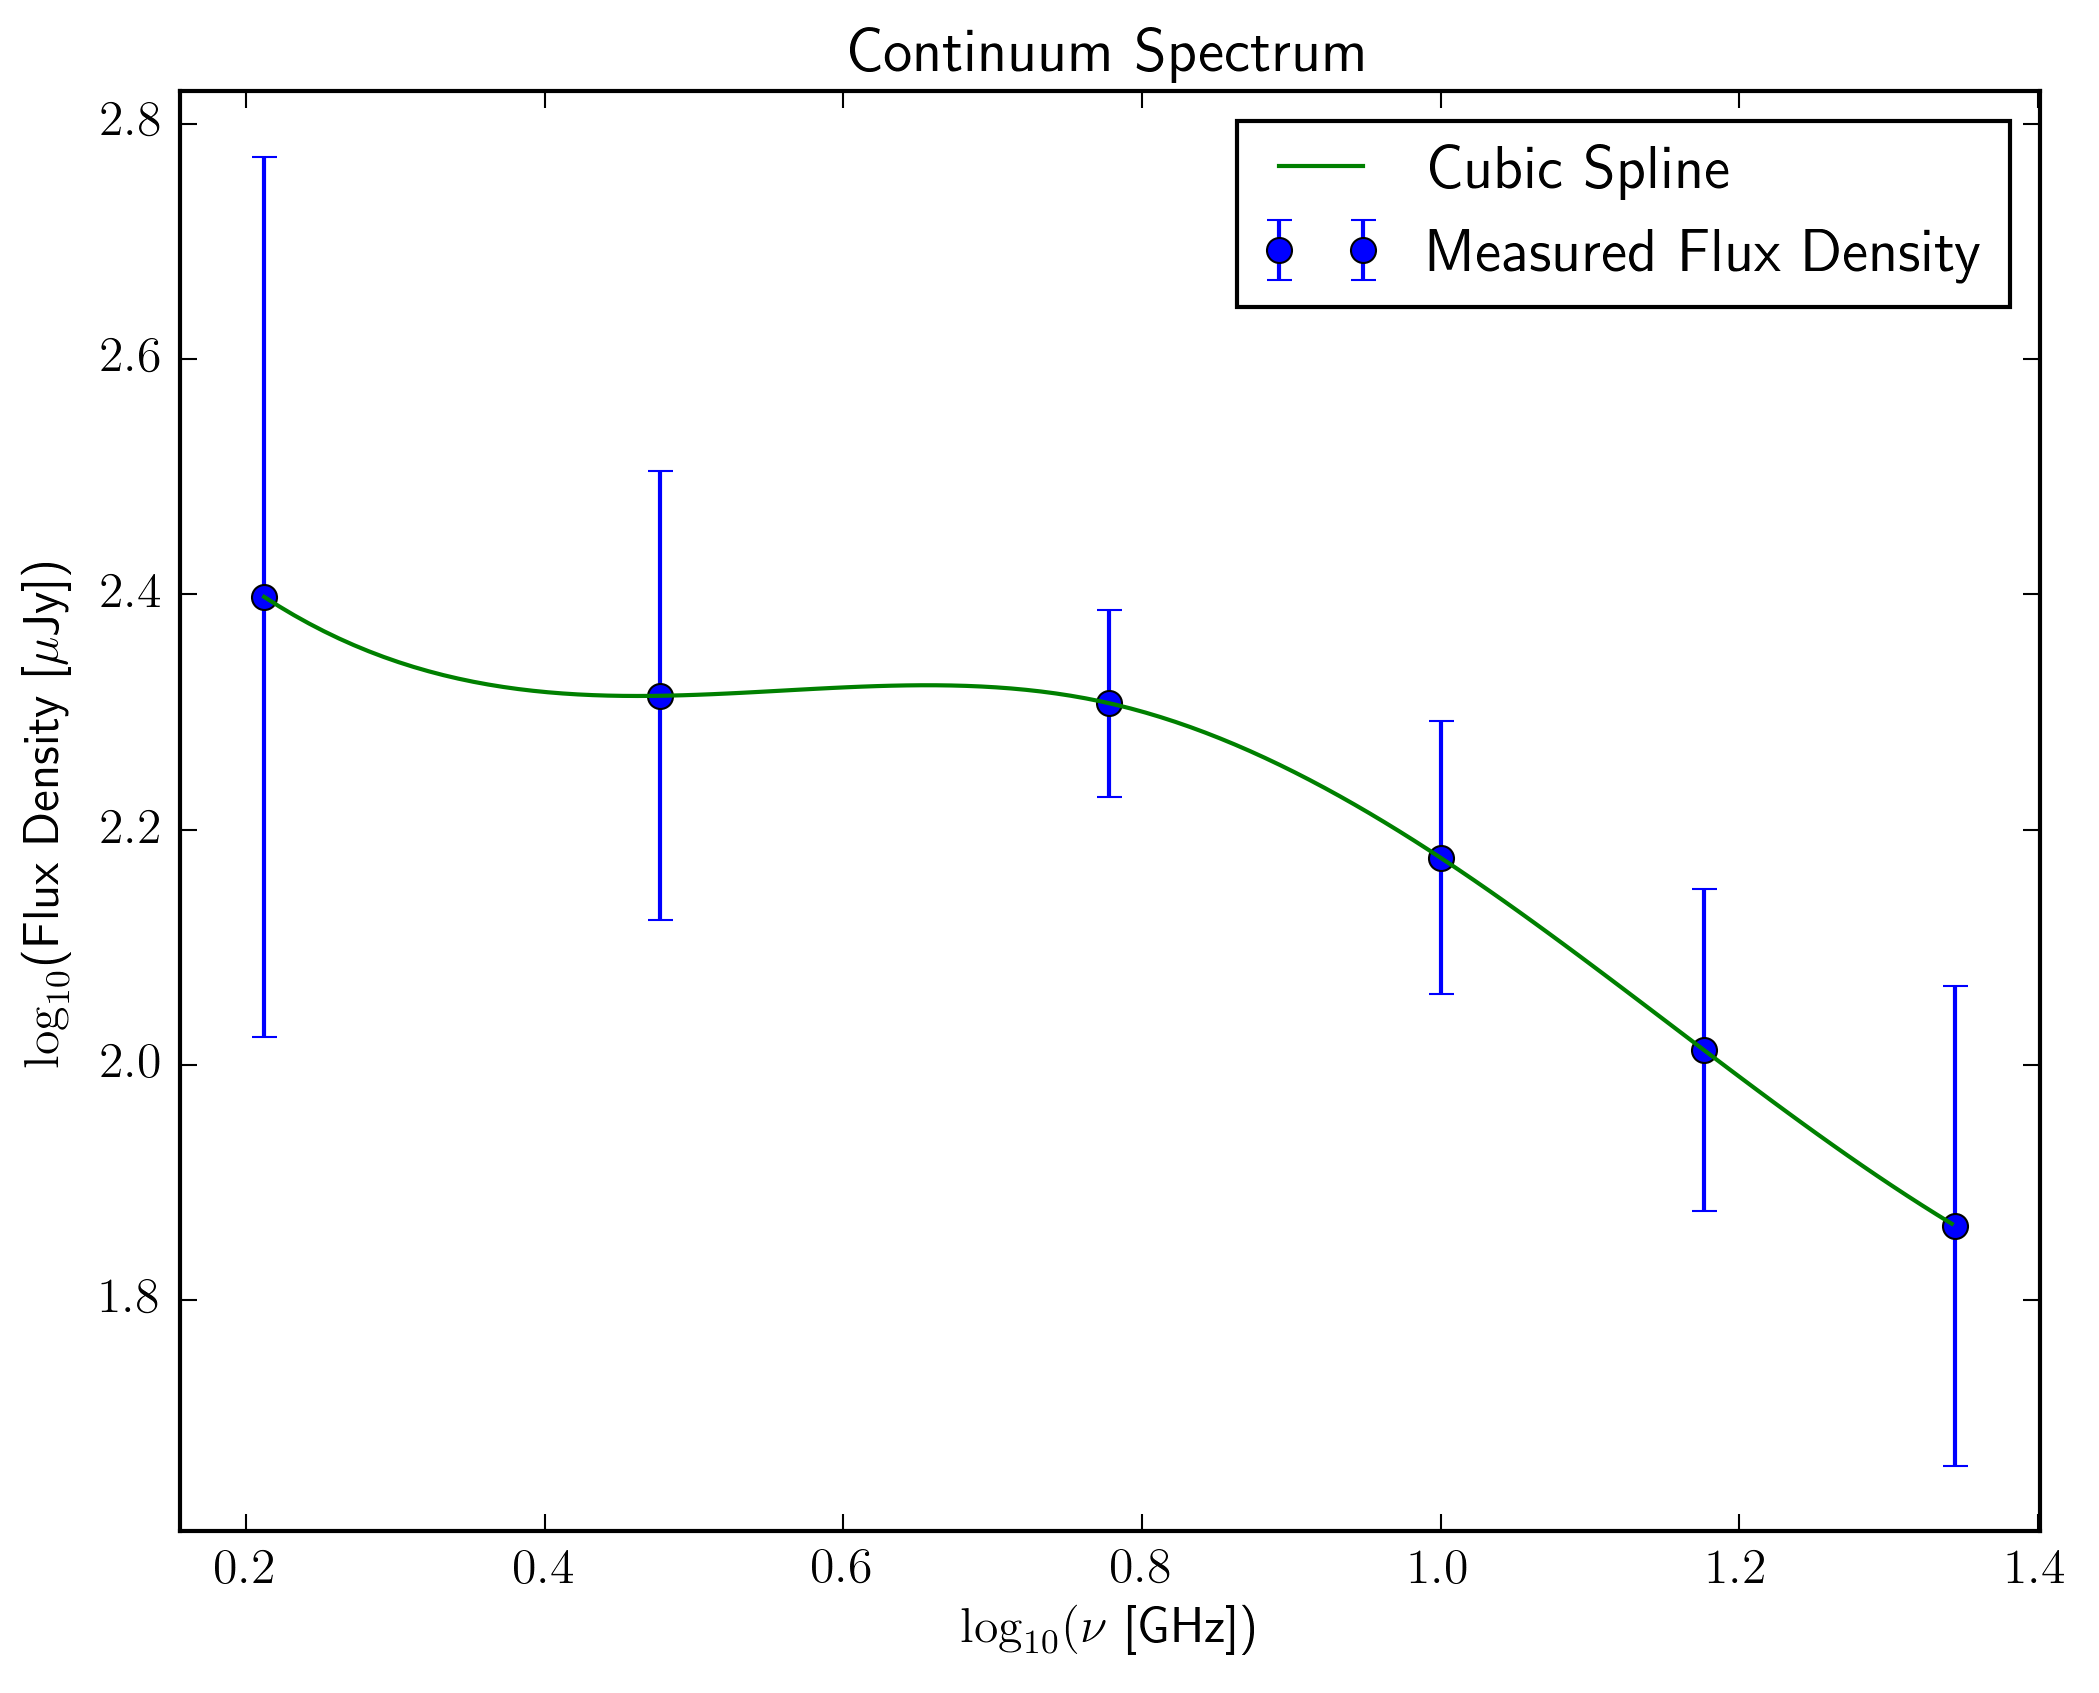 Continuum Spectrum
Cubic Spline
Measured Flux Density
log₁₀(Flux Density [μJy])
2.8
2.6
2.4
2.2
2.0
1.8
0.2 0.4 0.6 0.8 1.0 1.2 1.4
log₁₀(ν [GHz])